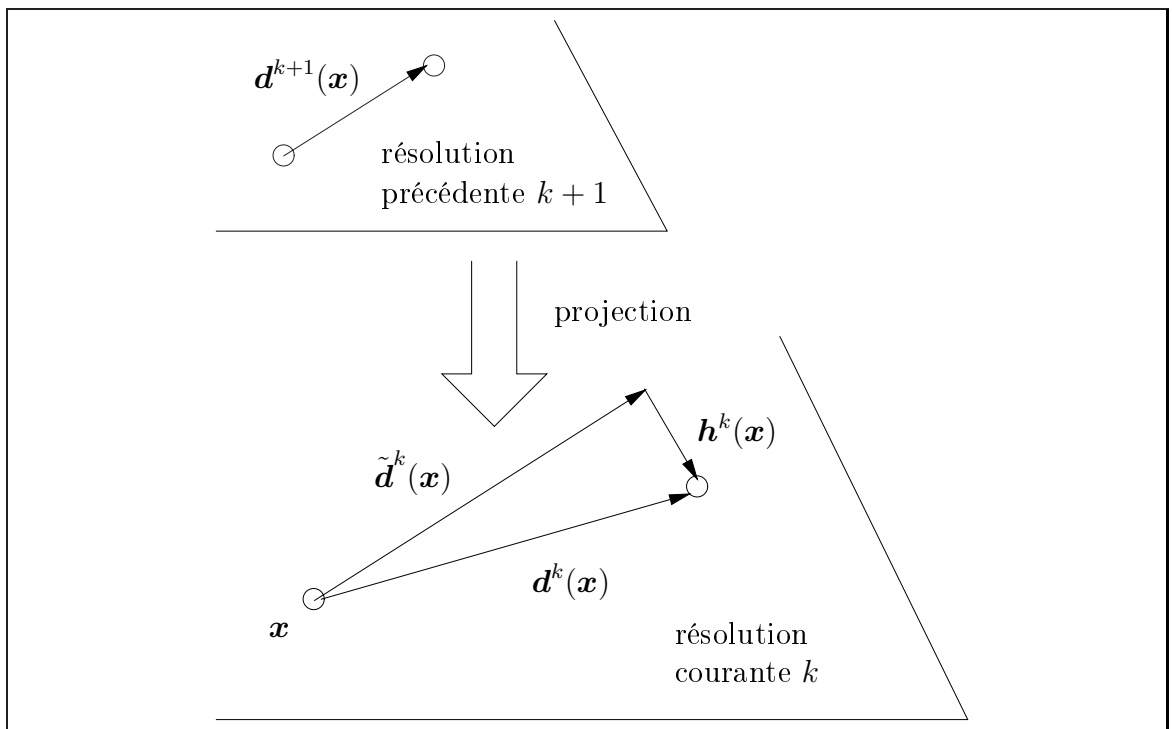 d^{k+1}(x)
résolution
précédente k + 1
projection
h^k(x)
d̃^k(x)
d^k(x)
x
résolution
courante k